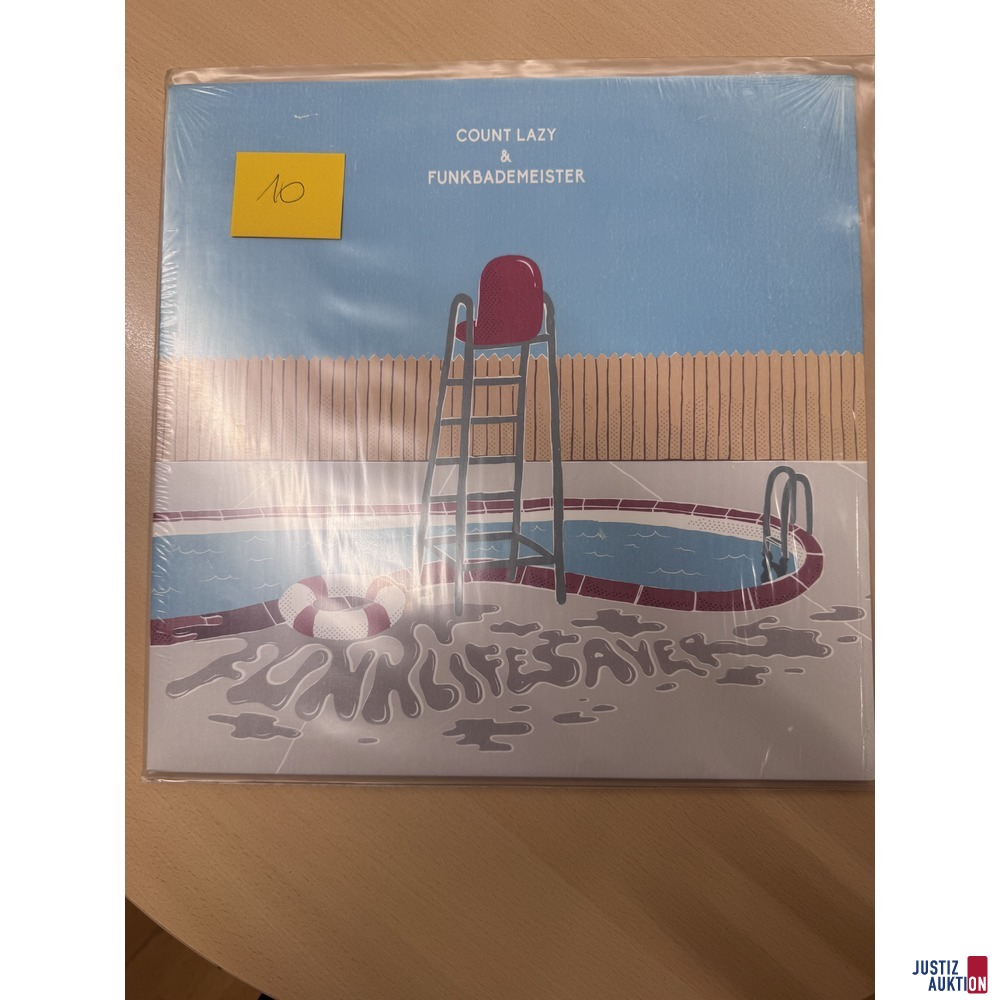 COUNT LAZY
&
FUNKBADEMEISTER
10
FUNKLIFESAVER
JUSTIZ
AUKTION